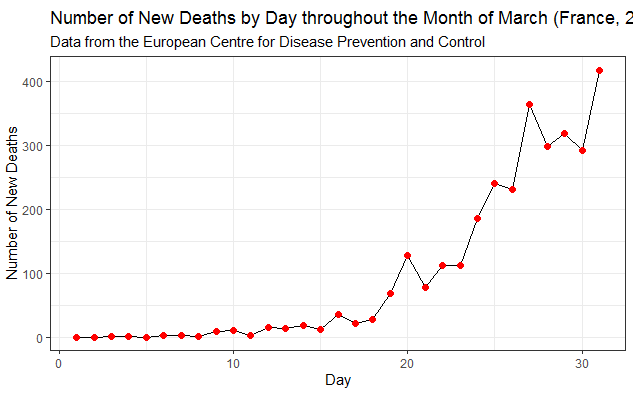 Number of New Deaths by Day throughout the Month of March (France, 2
Data from the European Centre for Disease Prevention and Control
Number of New Deaths
400
300
200
100
0
0 10 20 30
Day